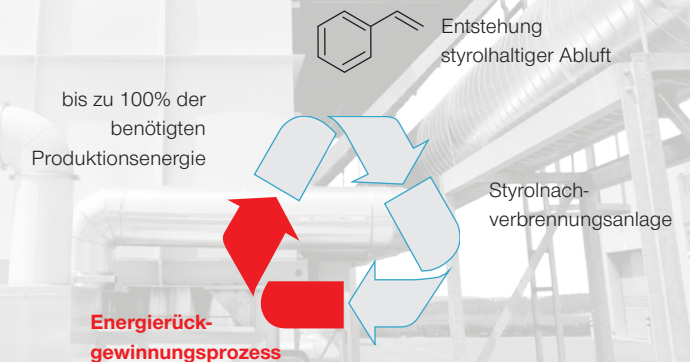 Entstehung
styrolhaltiger Abluft
bis zu 100% der
benötigten
Produktionsenergie
Styrolnach-
verbrennungsanlage
Energierück-
gewinnungsprozess